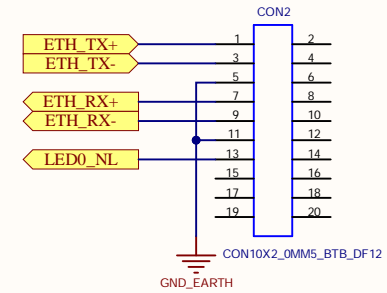 CON2
ETH_TX+ 1 2
ETH_TX- 3 4
5 6
ETH_RX+ 7 8
ETH_RX- 9 10
11 12
LED0_NL 13 14
15 16
17 18
19 20
CON10X2_0MM5_BTB_DF12
GND_EARTH